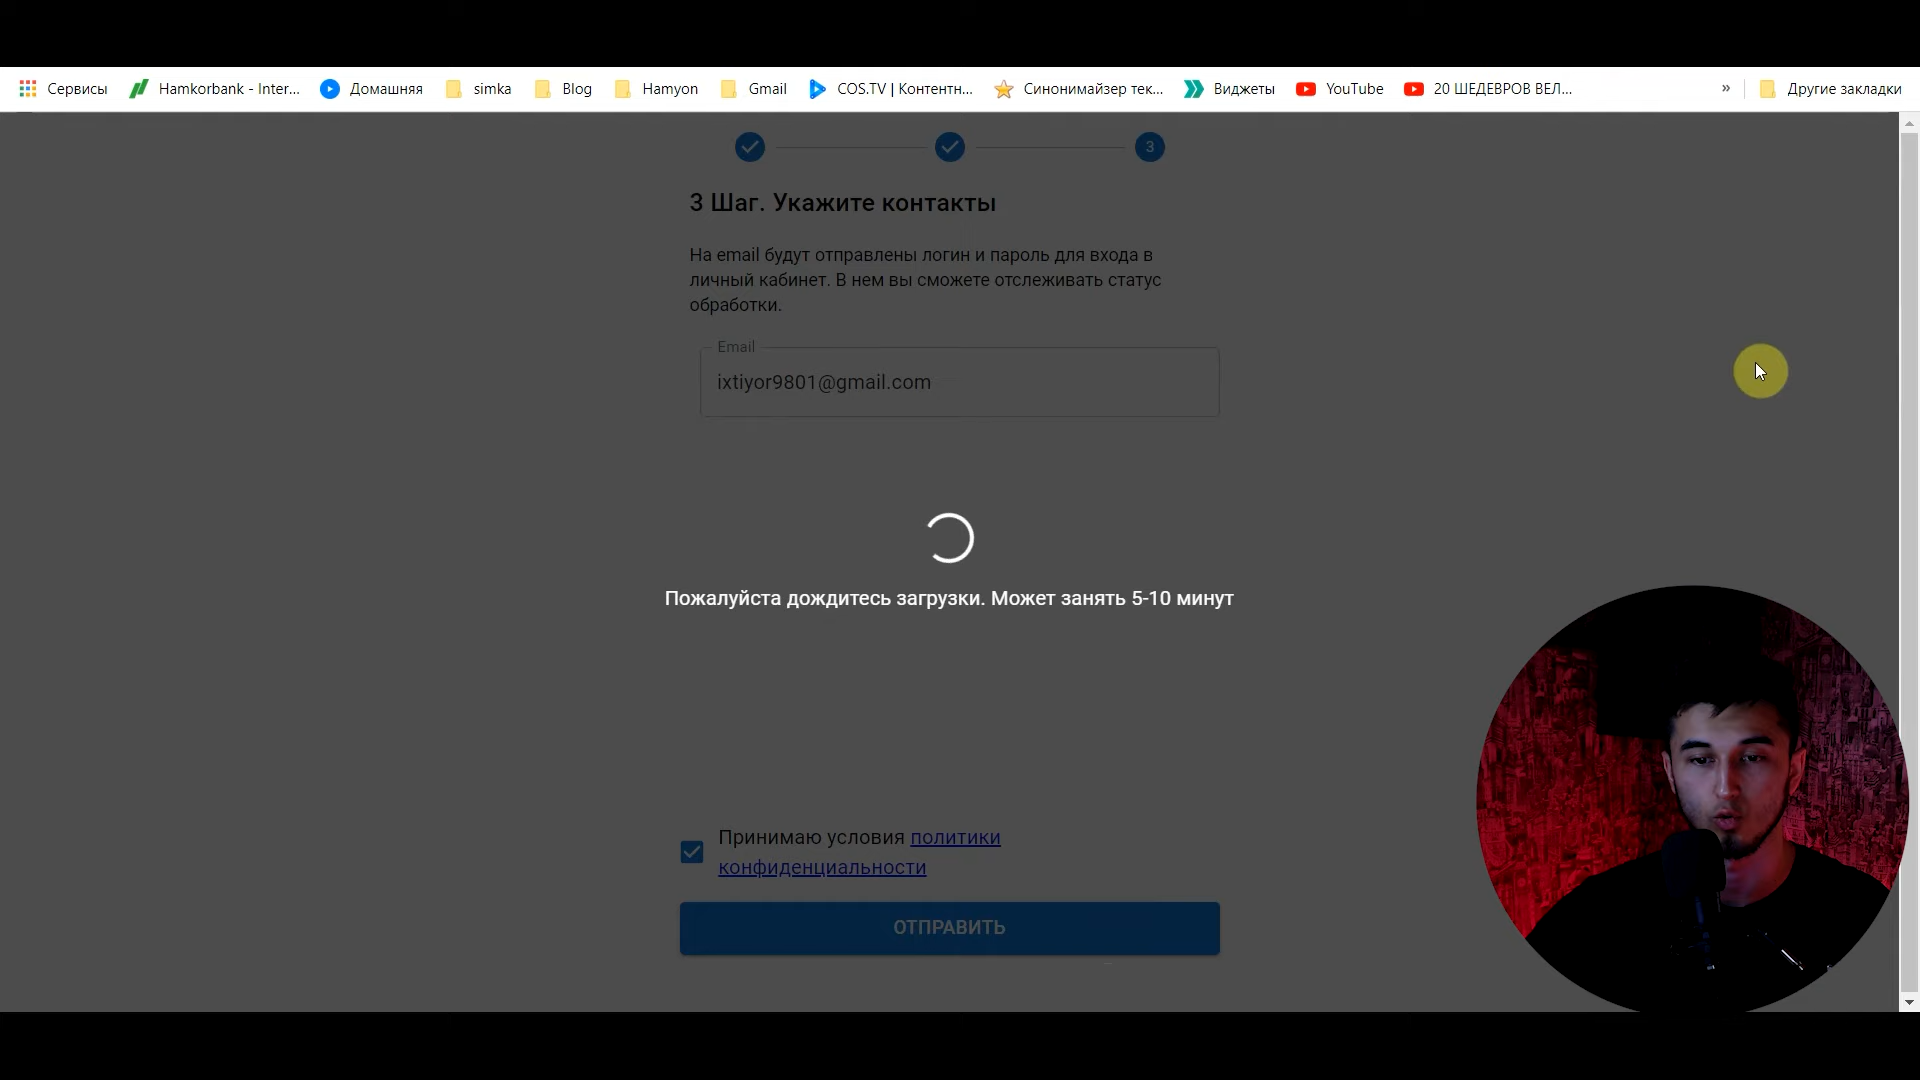 Сервисы Hamkorbank - Inter... Домашняя simka Blog Hamyon Gmail COS.TV | Контентн... Синонимайзер тек... Виджеты YouTube 20 ШЕДЕВРОВ ВЕЛ... » Другие закладки
3
3 Шаг. Укажите контакты
На email будут отправлены логин и пароль для входа в
личный кабинет. В нем вы сможете отслеживать статус
обработки.
Email
ixtiyor9801@gmail.com
Пожалуйста дождитесь загрузки. Может занять 5-10 минут
Принимаю условия политики
конфиденциальности
ОТПРАВИТЬ